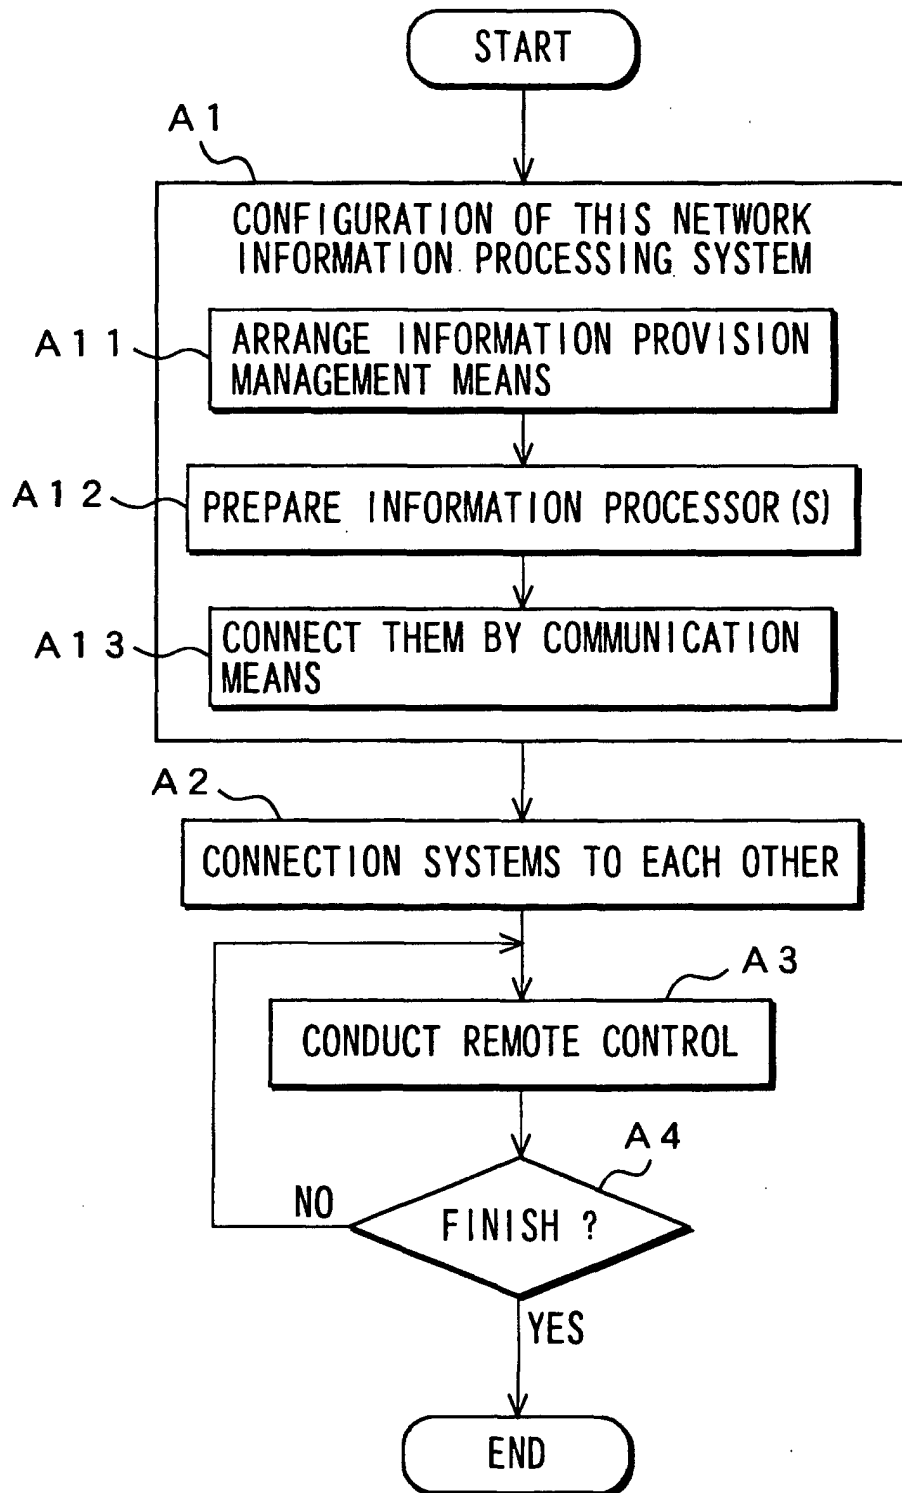 START
A1
CONFIGURATION OF THIS NETWORK
INFORMATION PROCESSING SYSTEM
A11
ARRANGE INFORMATION PROVISION
MANAGEMENT MEANS
A12
PREPARE INFORMATION PROCESSOR(S)
A13
CONNECT THEM BY COMMUNICATION
MEANS
A2
CONNECTION SYSTEMS TO EACH OTHER
A3
CONDUCT REMOTE CONTROL
A4
NO
FINISH ?
YES
END